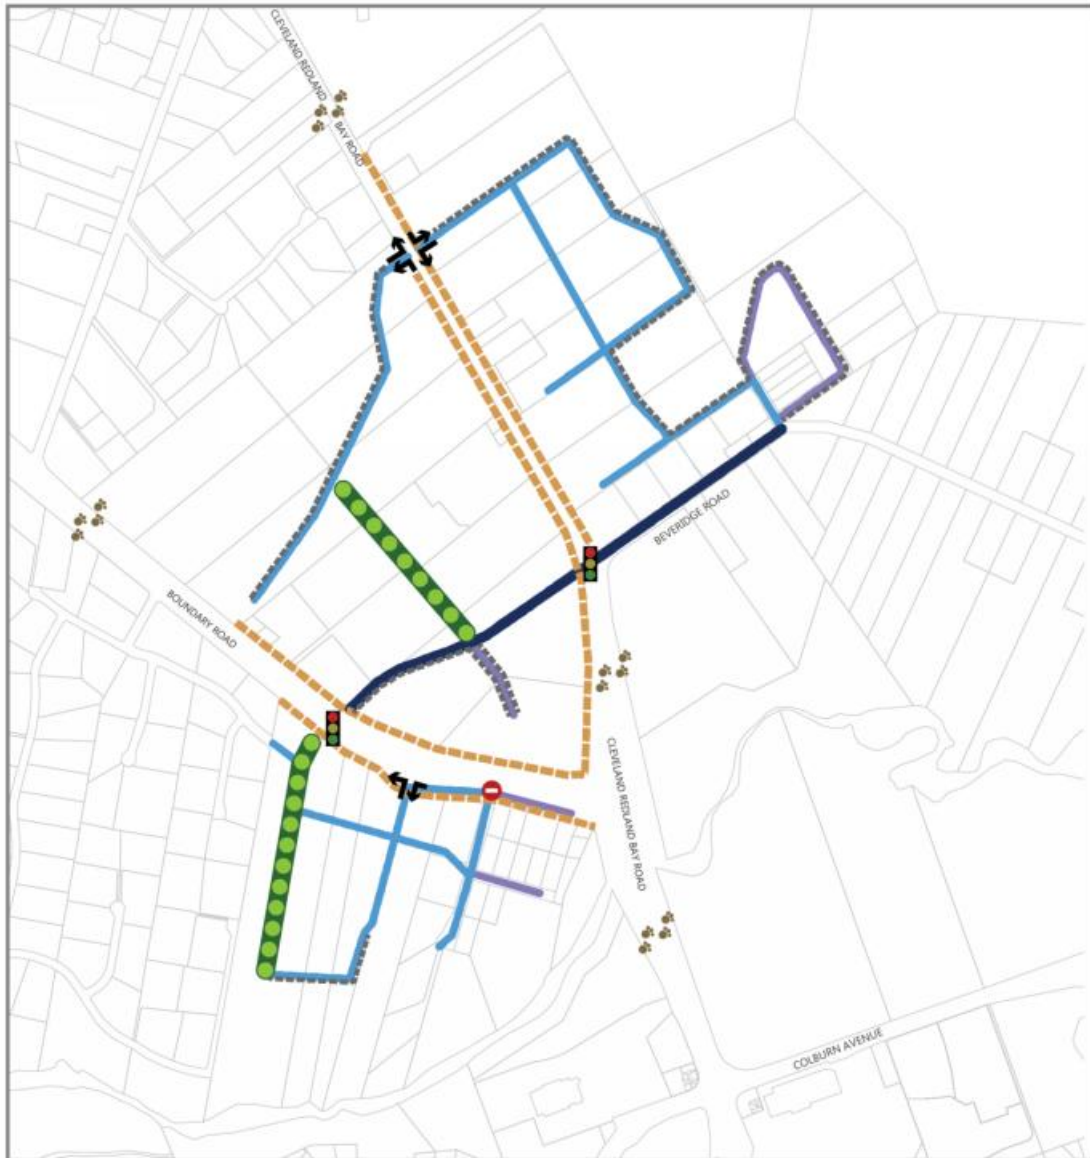 CLEVELAND REDLAND
BAY ROAD
BEVERIDGE ROAD
BOUNDARY ROAD
CLEVELAND REDLAND BAY ROAD
COLBURN AVENUE